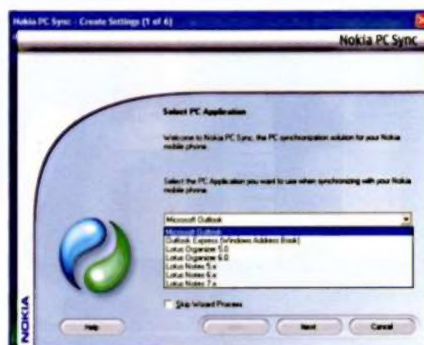 Nokia PC Sync - Create Settings (1 of 6)
Nokia PC Sync
Select PC Application
Welcome to Nokia PC Sync, the PC synchronization solution for your Nokia
mobile phone.
Select the PC Application you want to use when synchronizing with your Nokia
mobile phone.
Microsoft Outlook
Microsoft Outlook
Outlook Express (Windows Address Book)
Lotus Organizer 5.0
Lotus Organizer 6.0
Lotus Notes 5.x
Lotus Notes 6.x
Lotus Notes 7.x
Skip Wizard Process
NOKIA
Help
Next
Cancel